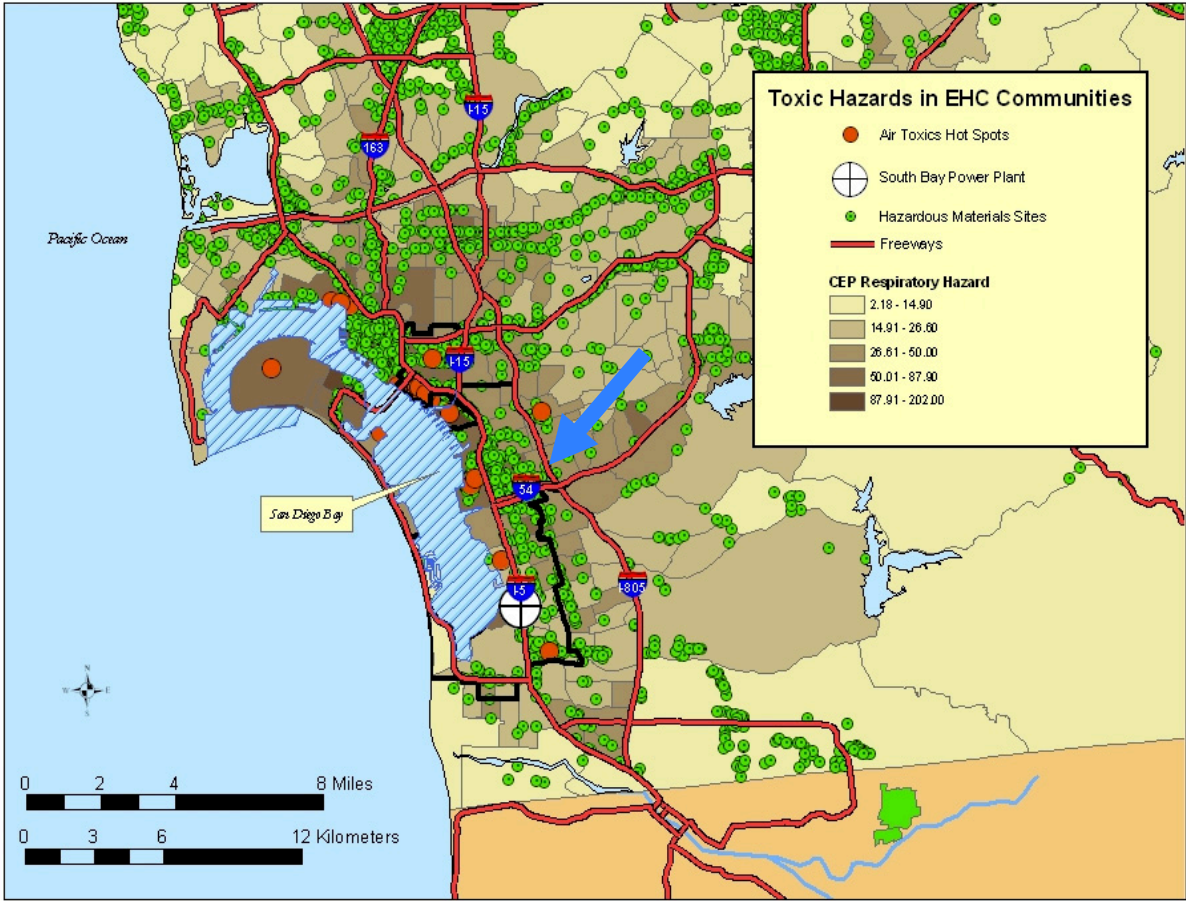 Toxic Hazards in EHC Communities
Air Toxics Hot Spots
South Bay Power Plant
Hazardous Materials Sites
Freeways
CEP Respiratory Hazard
2.18 - 14.90
14.91 - 26.60
26.61 - 50.00
50.01 - 87.90
87.91 - 202.00
I-15
163
Pacific Ocean
I-15
54
San Diego Bay
I-5
I-805
N
W
E
S
0 2 4 8 Miles
0 3 6 12 Kilometers